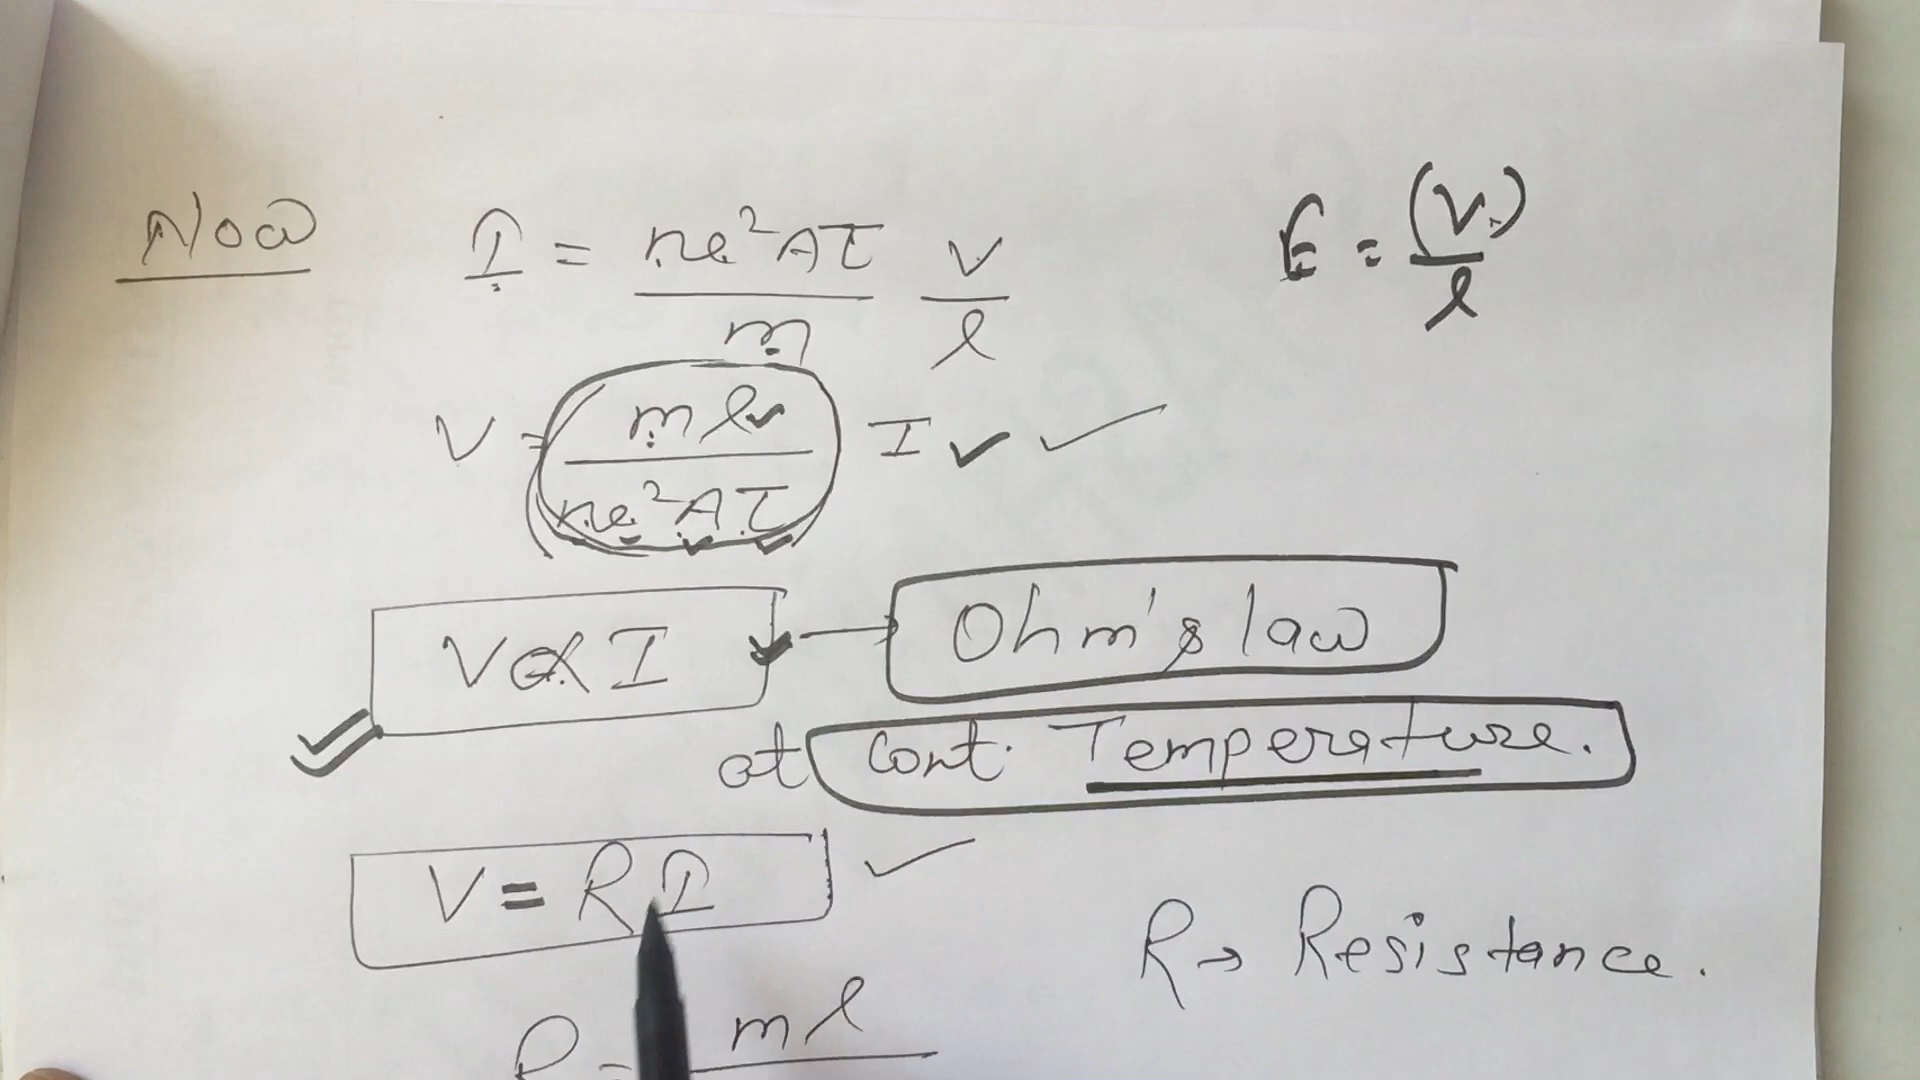 Now I = ne²Aτ/m V/l E = (V)/l
V = ml/ne²Aτ I
V α I Ohm's law
at cont. Temperature.
V = RI
R → Resistance.
R = ml